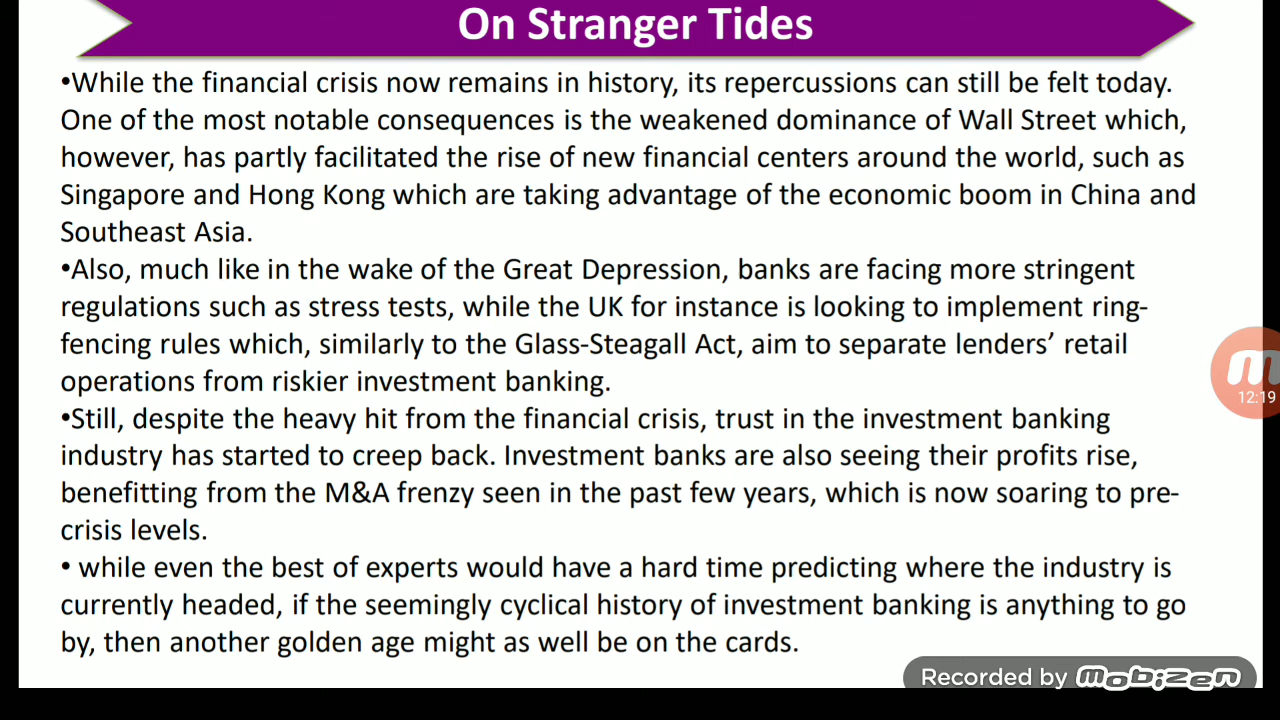 On Stranger Tides
•While the financial crisis now remains in history, its repercussions can still be felt today.
One of the most notable consequences is the weakened dominance of Wall Street which,
however, has partly facilitated the rise of new financial centers around the world, such as
Singapore and Hong Kong which are taking advantage of the economic boom in China and
Southeast Asia.
•Also, much like in the wake of the Great Depression, banks are facing more stringent
regulations such as stress tests, while the UK for instance is looking to implement ring-
fencing rules which, similarly to the Glass-Steagall Act, aim to separate lenders’ retail
operations from riskier investment banking.
•Still, despite the heavy hit from the financial crisis, trust in the investment banking
industry has started to creep back. Investment banks are also seeing their profits rise,
benefitting from the M&A frenzy seen in the past few years, which is now soaring to pre-
crisis levels.
• while even the best of experts would have a hard time predicting where the industry is
currently headed, if the seemingly cyclical history of investment banking is anything to go
by, then another golden age might as well be on the cards.
12:19
Recorded by mobizen